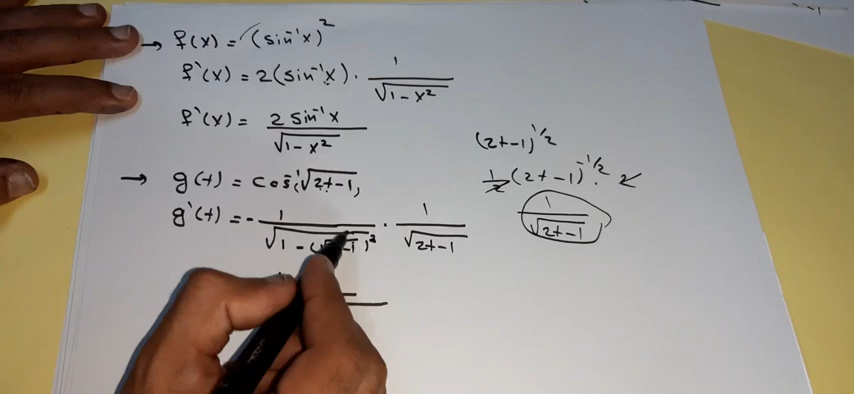 → f(x) = (sin⁻¹x)²
f'(x) = 2(sin⁻¹x) · 1/√(1 - x²)
f'(x) = 2 sin⁻¹x/√(1 - x²)
→ g(t) = cos⁻¹√(2t-1)
g'(t) = - 1/√(1 - (√(2t-1))²) · 1/√(2t-1)
(2t-1)^1/2
1/2 (2t-1)^-1/2 · 2
1/√(2t-1)